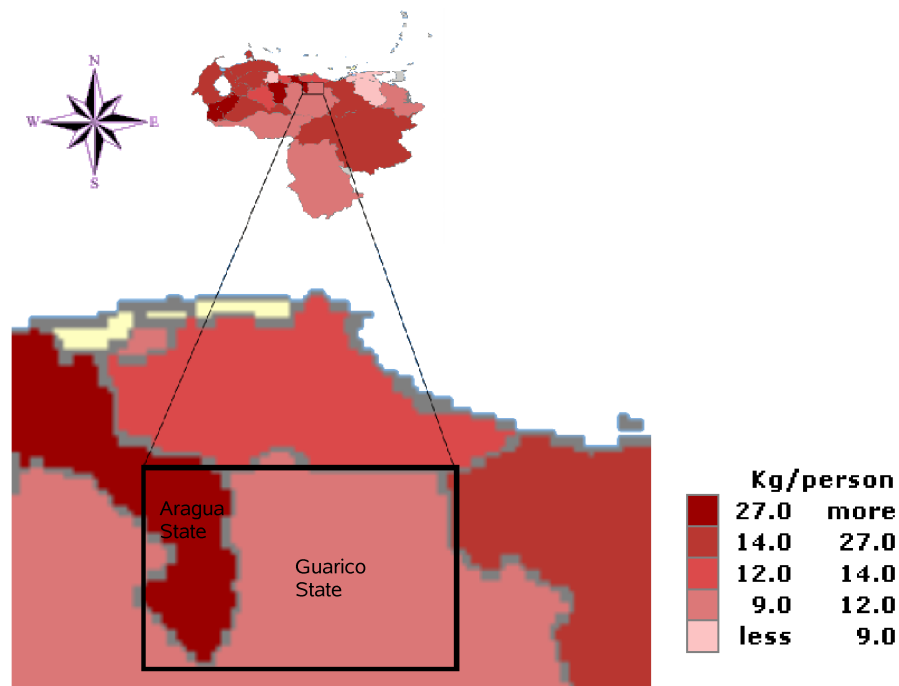 N
W E
S
Aragua
State
Guarico
State
Kg/person
27.0 more
14.0 27.0
12.0 14.0
9.0 12.0
less 9.0